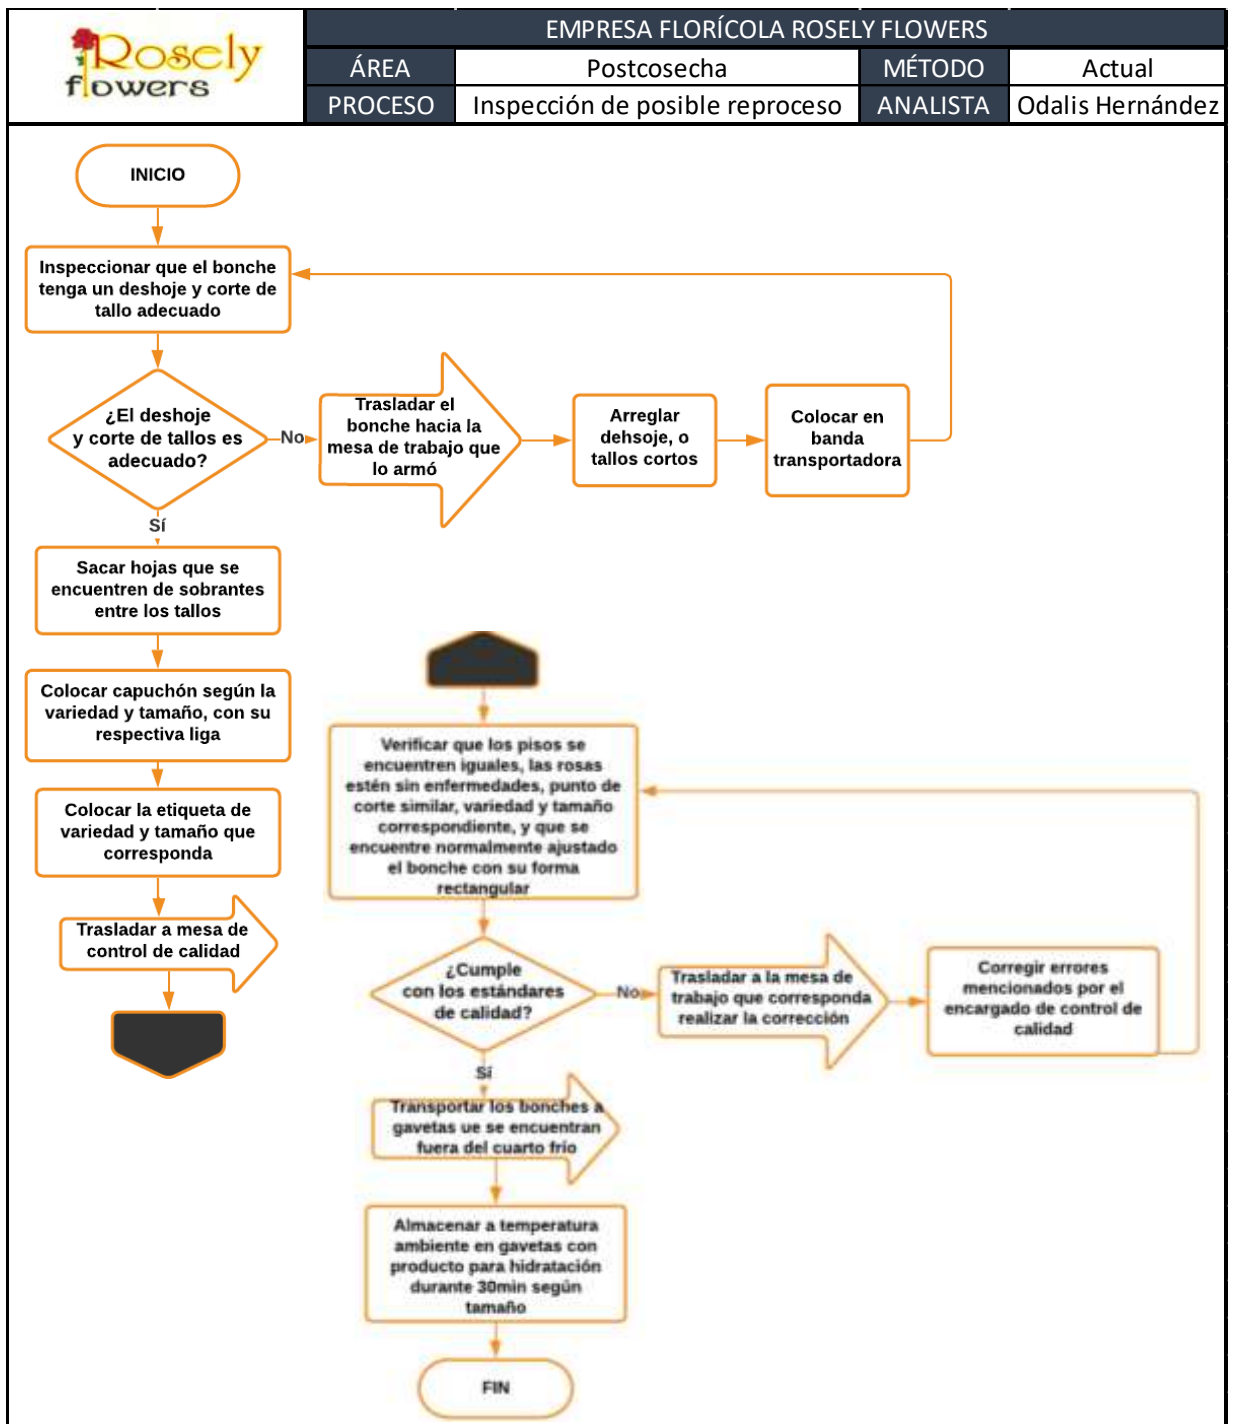 Rosely
flowers
EMPRESA FLORÍCOLA ROSELY FLOWERS
ÁREA
Postcosecha
MÉTODO
Actual
PROCESO
Inspección de posible reproceso
ANALISTA
Odalis Hernández
INICIO
Inspeccionar que el bonche
tenga un deshoje y corte de
tallo adecuado
¿El deshoje
y corte de tallos es
adecuado?
No
Trasladar el
bonche hacia la
mesa de trabajo que
lo armó
Arreglar
dehsoje, o
tallos cortos
Colocar en
banda
transportadora
Sí
Sacar hojas que se
encuentren de sobrantes
entre los tallos
Colocar capuchón según la
variedad y tamaño, con su
respectiva liga
Colocar la etiqueta de
variedad y tamaño que
corresponda
Trasladar a mesa de
control de calidad
Verificar que los pisos se
encuentren iguales, las rosas
estén sin enfermedades, punto de
corte similar, variedad y tamaño
correspondiente, y que se
encuentre normalmente ajustado
el bonche con su forma
rectangular
¿Cumple
con los estándares
de calidad?
No
Trasladar a la mesa de
trabajo que corresponda
realizar la corrección
Corregir errores
mencionados por el
encargado de control de
calidad
Sí
Transportar los bonches a
gavetas ue se encuentran
fuera del cuarto frío
Almacenar a temperatura
ambiente en gavetas con
producto para hidratación
durante 30min según
tamaño
FIN